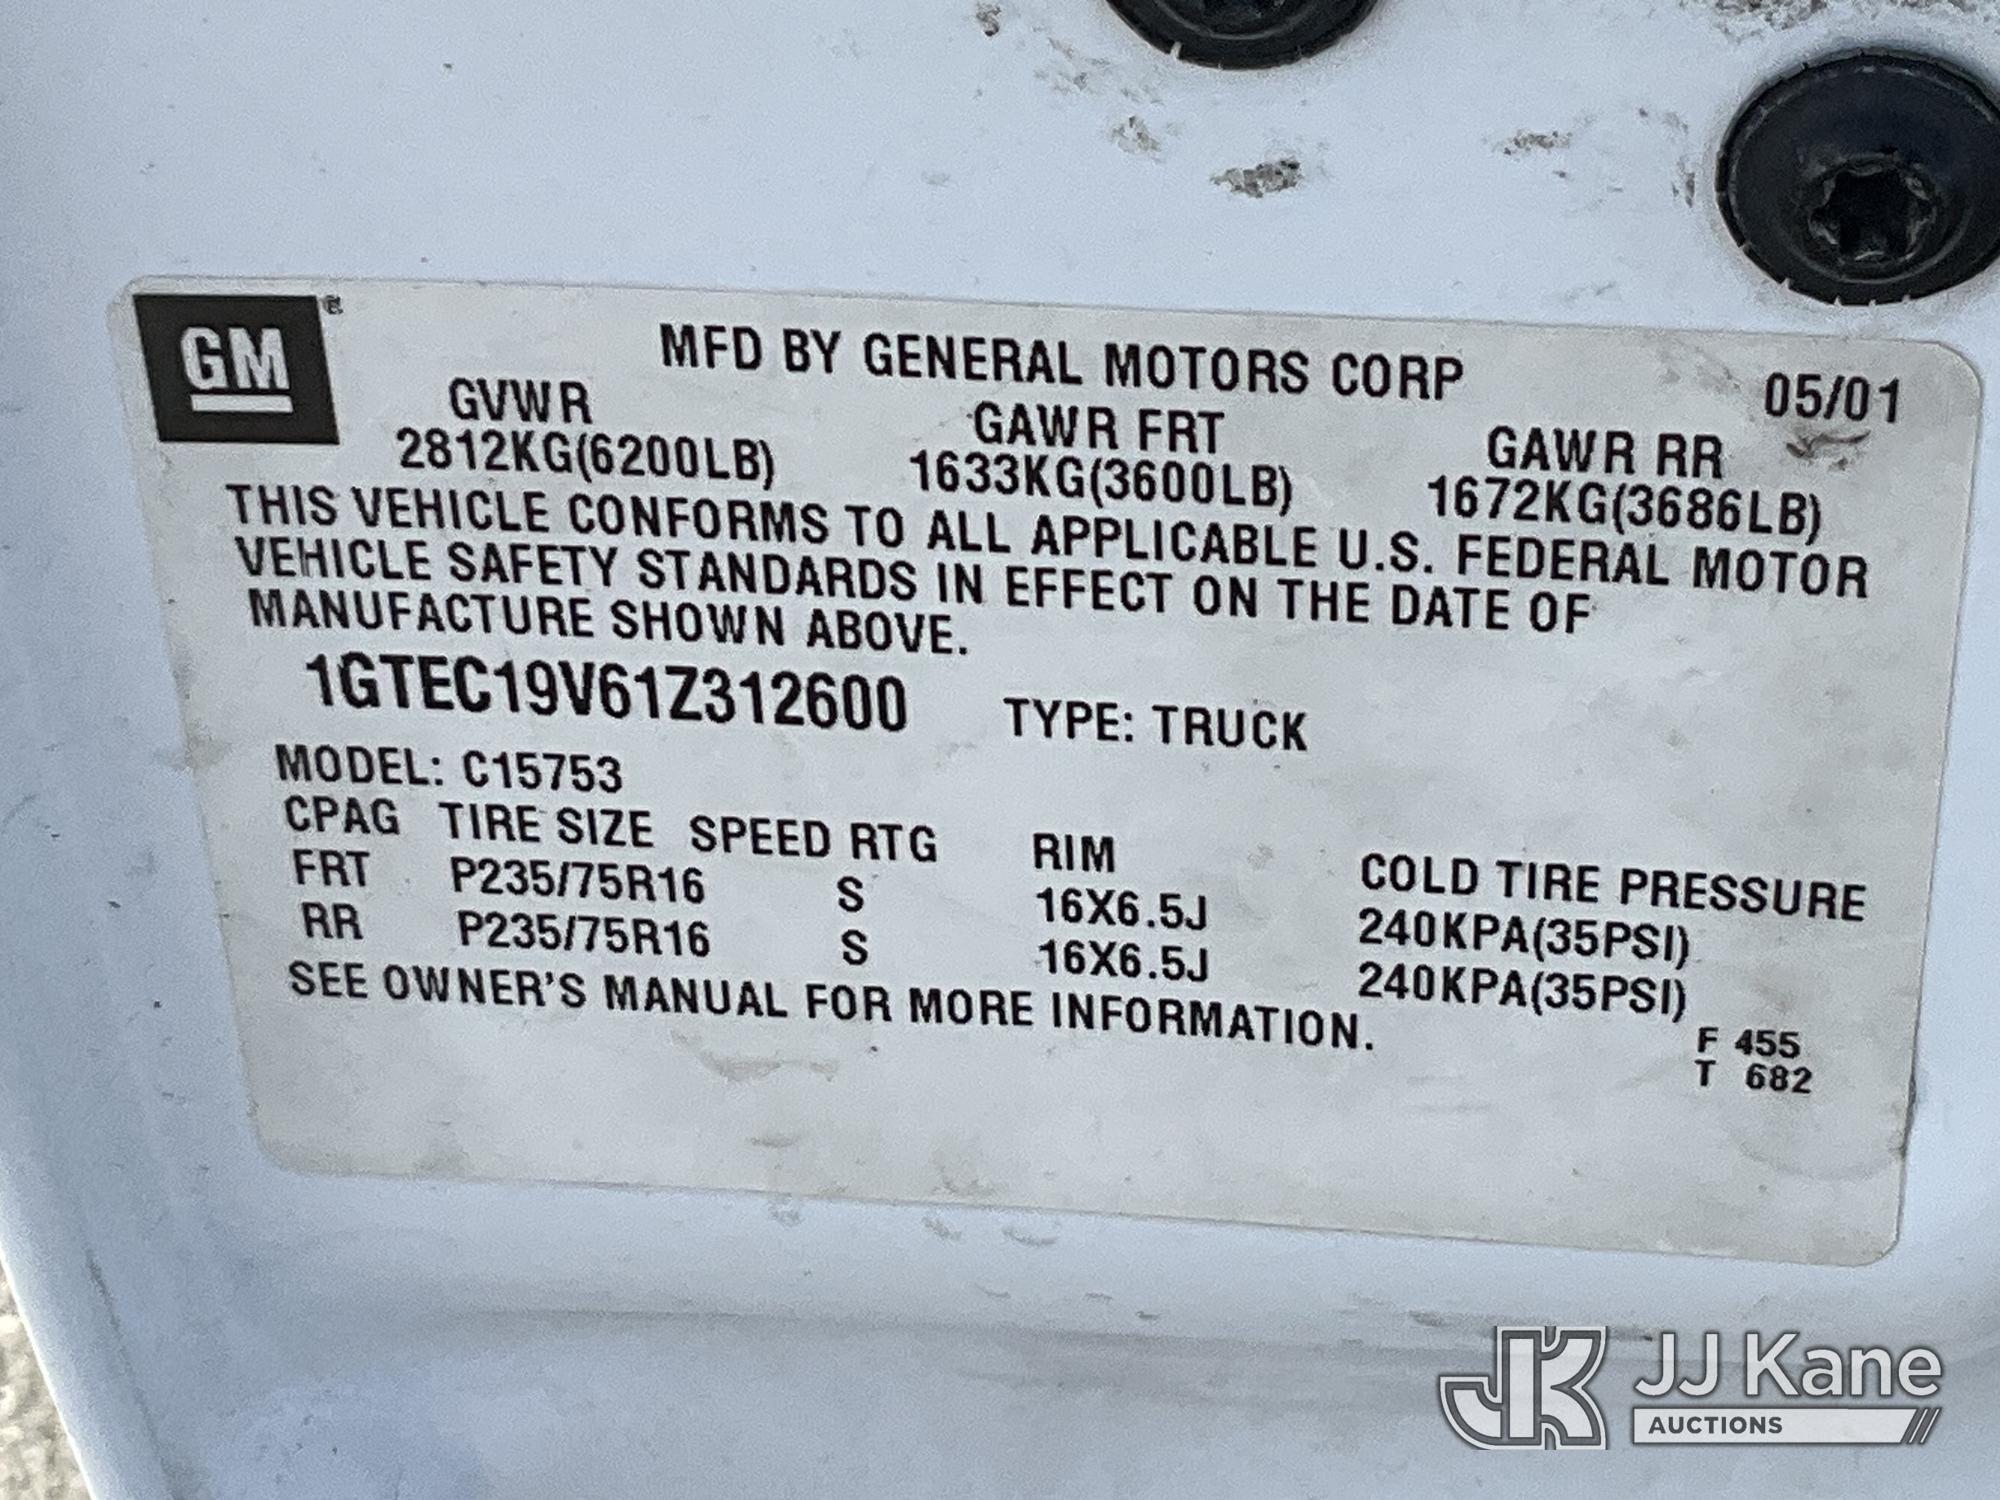 GM®
MFD BY GENERAL MOTORS CORP 05/01
GVWR GAWR FRT GAWR RR
2812KG(6200LB) 1633KG(3600LB) 1672KG(3686LB)
THIS VEHICLE CONFORMS TO ALL APPLICABLE U.S. FEDERAL MOTOR
VEHICLE SAFETY STANDARDS IN EFFECT ON THE DATE OF
MANUFACTURE SHOWN ABOVE.
1GTEC19V61Z312600 TYPE: TRUCK
MODEL: C15753
CPAG TIRE SIZE SPEED RTG RIM COLD TIRE PRESSURE
FRT P235/75R16 S 16X6.5J 240KPA(35PSI)
RR P235/75R16 S 16X6.5J 240KPA(35PSI)
SEE OWNER'S MANUAL FOR MORE INFORMATION.
F 455
T 682
JK JJ Kane
AUCTIONS